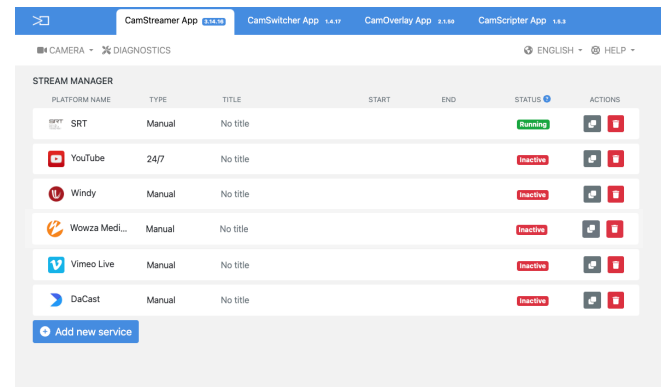 CamStreamer App 3.14.16 CamSwitcher App 1.4.17 CamOverlay App 2.1.50 CamScripter App 1.6.3
CAMERA DIAGNOSTICS ENGLISH HELP
STREAM MANAGER
PLATFORM NAME TYPE TITLE START END STATUS ? ACTIONS
SRT SRT Manual No title Running
YouTube 24/7 No title Inactive
Windy Manual No title Inactive
Wowza Medi... Manual No title Inactive
Vimeo Live Manual No title Inactive
DaCast Manual No title Inactive
Add new service